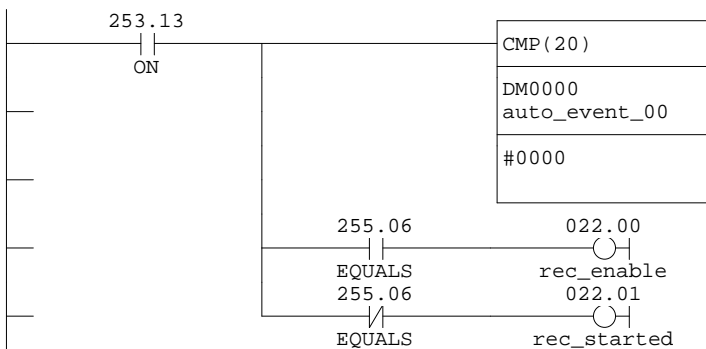 253.13
ON
CMP(20)
DM0000
auto_event_00
#0000
255.06
022.00
EQUALS
rec_enable
255.06
022.01
EQUALS
rec_started